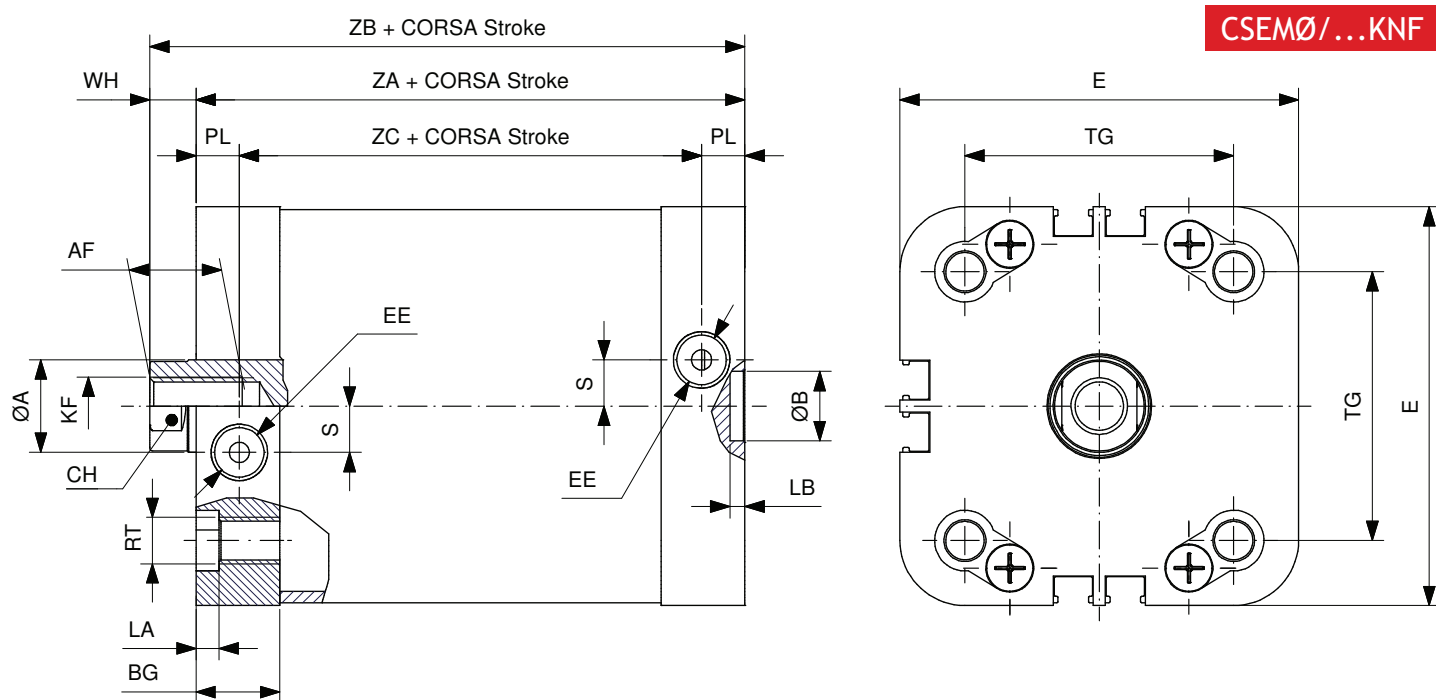 ZB + CORSA Stroke
CSEMØ/...KNF
WH
ZA + CORSA Stroke
E
PL
ZC + CORSA Stroke
PL
TG
AF
EE
ØA
KF
S
S
ØB
TG
E
CH
EE
LB
RT
LA
BG